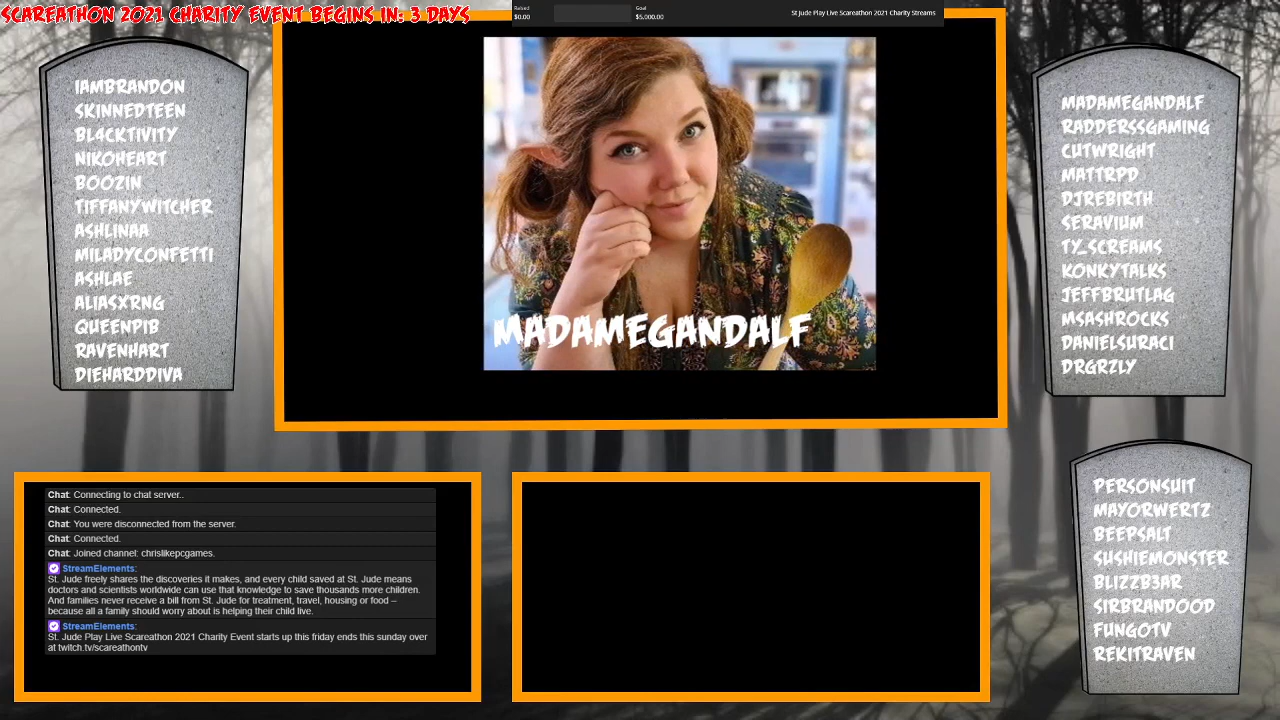 SCAREATHON 2021 CHARITY EVENT BEGINS IN: 3 DAYS
Raised
$0.00
Goal
$5,000.00
St Jude Play Live Scareathon 2021 Charity Streams
IAMBRANDON
SKINNEDTEEN
BL4CKTIVITY
NIKOHEART
BOOZIN
TIFFANYWITCHER
ASHLINAA
MILADYCONFETTI
ASHLAE
ALIASXRNG
QUEENPIB
RAVENHART
DIEHARDDIVA
MADAMEGANDALF
MADAMEGANDALF
RADDERSSGAMING
CUTWRIGHT
MATTRPD
DJREBIRTH
SERAVIUM
TY_SCREAMS
KONKYTALKS
JEFFBRUTLAG
MSASHROCKS
DANIELSURACI
DRGRZLY
Chat: Connecting to chat server..
Chat: Connected.
Chat: You were disconnected from the server.
Chat: Connected.
Chat: Joined channel: chrislikepcgames.
StreamElements:
St. Jude freely shares the discoveries it makes, and every child saved at St. Jude means
doctors and scientists worldwide can use that knowledge to save thousands more children.
And families never receive a bill from St. Jude for treatment, travel, housing or food –
because all a family should worry about is helping their child live.
StreamElements:
St. Jude Play Live Scareathon 2021 Charity Event starts up this friday ends this sunday over
at twitch.tv/scareathontv
PERSONSUIT
MAYORWERTZ
BEEPSALT
SUSHIEMONSTER
BLIZZB3AR
SIRBRANDOOD
FUNGOTV
REKITRAVEN